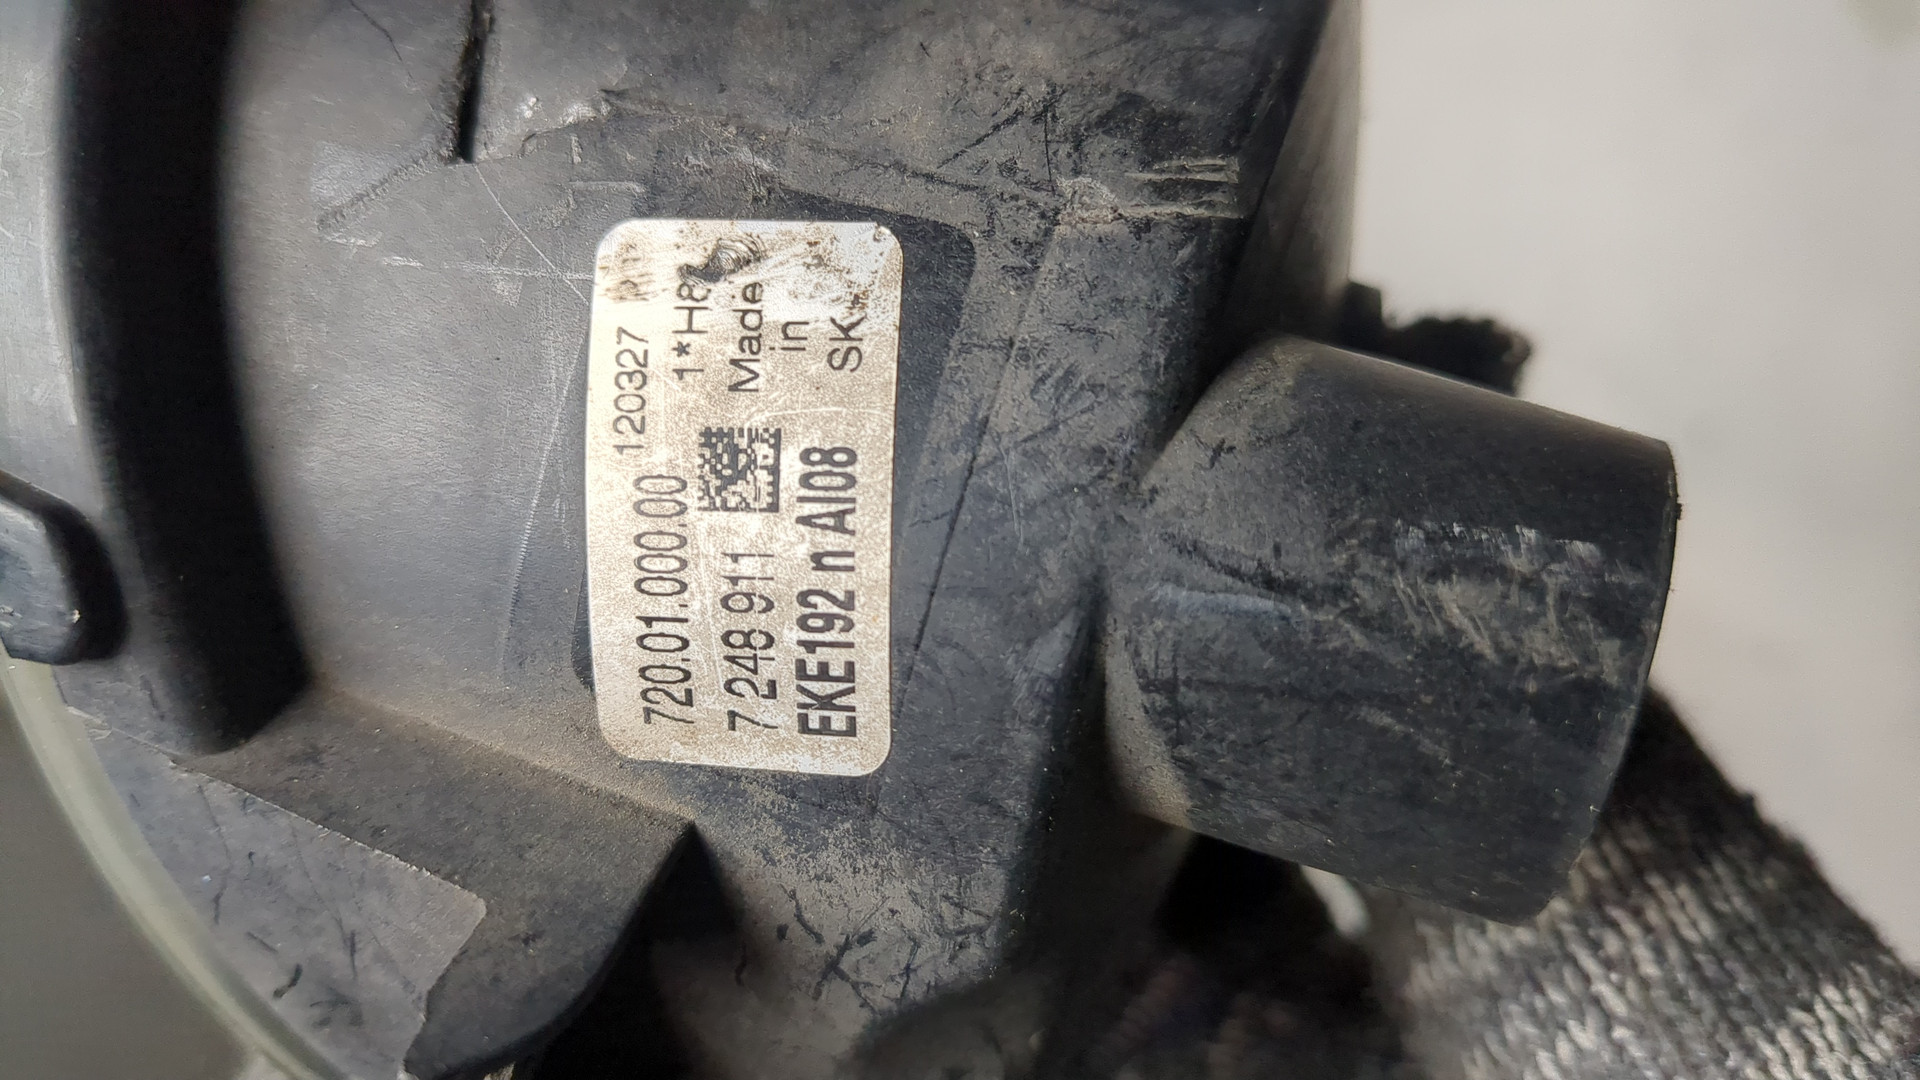 720.01.000.00 120327
1*H8
7 248 911
Made
in
SK
EKE192 n AI08